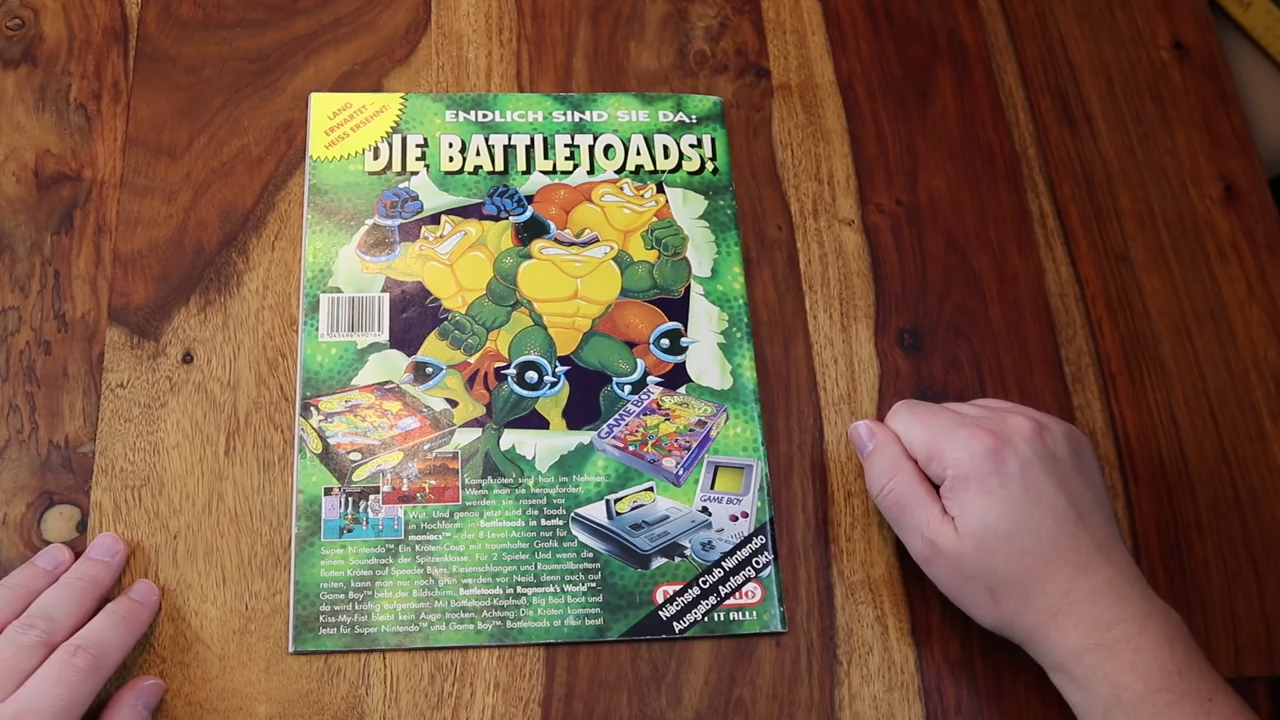 LANG
ERWARTET –
HEISS ERSEHNT:
ENDLICH SIND SIE DA:
DIE BATTLETOADS!
0 045496 490164
GAME BOY
BATTLETOADS
GAME BOY
Kampfkröten sind hart im Nehmen:
Wenn man sie herausfordert,
werden sie rasend vor
Wut. Und genau jetzt sind die Toads
in Hochform: in Battletoads in Battle-
maniacs™ – der 8-Level-Action nur für
Super Nintendo™. Ein Kröten-Coup mit traumhafter Grafik und
einem Soundtrack der Spitzenklasse. Für 2 Spieler. Und wenn die
flotten Kröten auf Speeder Bikes, Riesenschlangen und Raumrollbrettern
reiten, kann man nur noch grün werden vor Neid, denn auch auf
Game Boy™ bebt der Bildschirm. Battletoads in Ragnarok's World™ –
da wird kräftig aufgeräumt: Mit Battletoad-Kopfnuß, Big Bad Boot und
Kiss-My-Fist bleibt kein Auge trocken. Achtung: Die Kröten kommen.
Jetzt für Super Nintendo™ und Game Boy™: Battletoads at their best!
Nächste Club Nintendo
Ausgabe: Anfang Okt.
IT ALL!